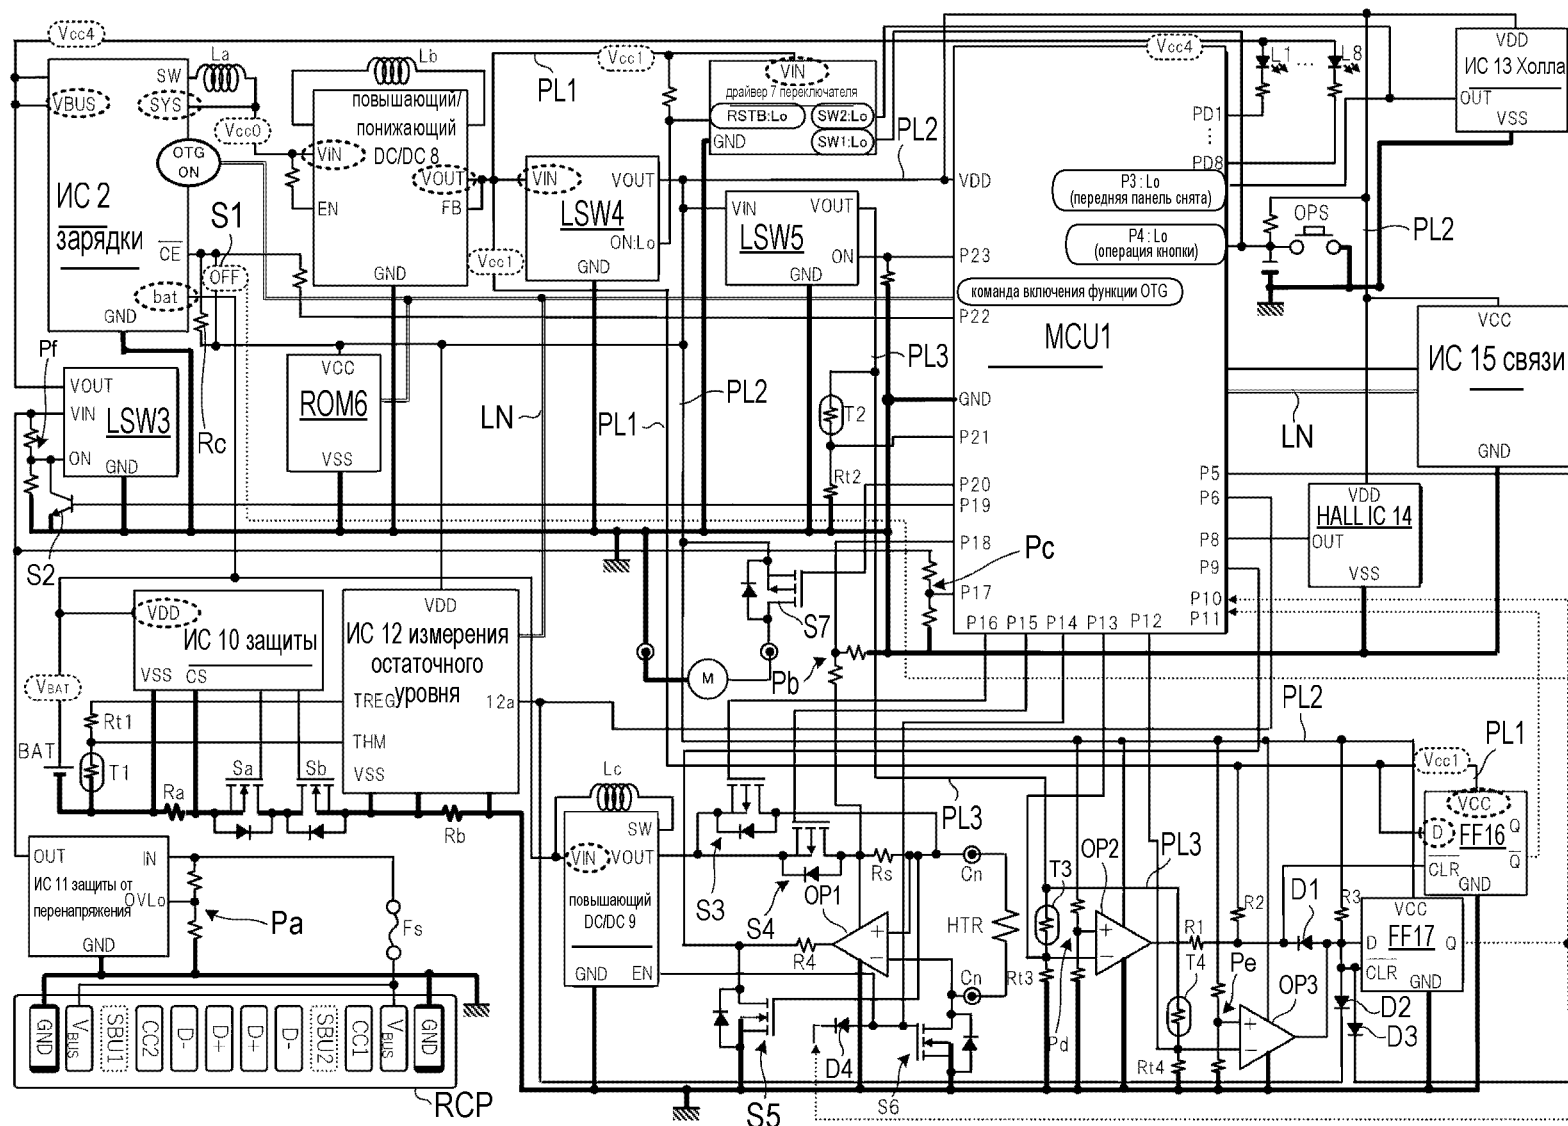 Vcc4
La
Lb
PL1
Vcc1
Vcc4
L1
...
L8
VDD
ИС 13 Холла
OUT
VSS
SW
VBUS
SYS
Vcc0
OTG
ON
ИС 2
зарядки
CE
bat
GND
S1
OFF
повышающий/
понижающий
DC/DC 8
ViN
VOUT
FB
EN
GND
VIN
драйвер 7 переключателя
RSTB:Lo
SW2:Lo
SW1:Lo
GND
PL2
VIN
VOUT
LSW4
ON:Lo
GND
Vcc1
VIN
VOUT
LSW5
ON
GND
PD1
⋮
PD8
VDD
P3 : Lo
(передняя панель снята)
P4 : Lo
(операция кнопки)
OPS
PL2
P23
команда включения функции OTG
P22
MCU1
VCC
ИС 15 связи
GND
LN
Pf
VOUT
VIN
LSW3
ON
GND
Rc
VCC
ROM6
VSS
LN
PL1
PL2
PL3
T2
Rt2
GND
P21
P20
P19
P18
P17
P16
P15
P14
P13
P12
P5
P6
P8
P9
P10
P11
VDD
HALL IC 14
OUT
VSS
S2
Pc
S7
M
Pb
VDD
ИС 10 защиты
VSS
CS
VBAT
VDD
ИС 12 измерения
остаточного
уровня
TREG
12a
THM
VSS
Rt1
BAT
T1
Ra
Sa
Sb
Rb
PL2
PL1
Vcc1
Lc
SW
VIN
VOUT
повышающий
DC/DC 9
GND
EN
S3
S4
OP1
Rs
Cn
HTR
Cn
R4
PL3
T3
OP2
PL3
Rt3
Pd
R1
T4
Rt4
R2
Pe
OP3
D1
R3
VCC
D
FF16
Q
Q
CLR
GND
VCC
FF17
D
Q
CLR
GND
D2
D3
OUT
IN
ИС 11 защиты от
перенапряжения
OVLo
GND
Pa
Fs
GND
VBUS
SBU1
CC2
D-
D+
D+
D-
SBU2
CC1
VBUS
GND
RCP
S5
D4
S6